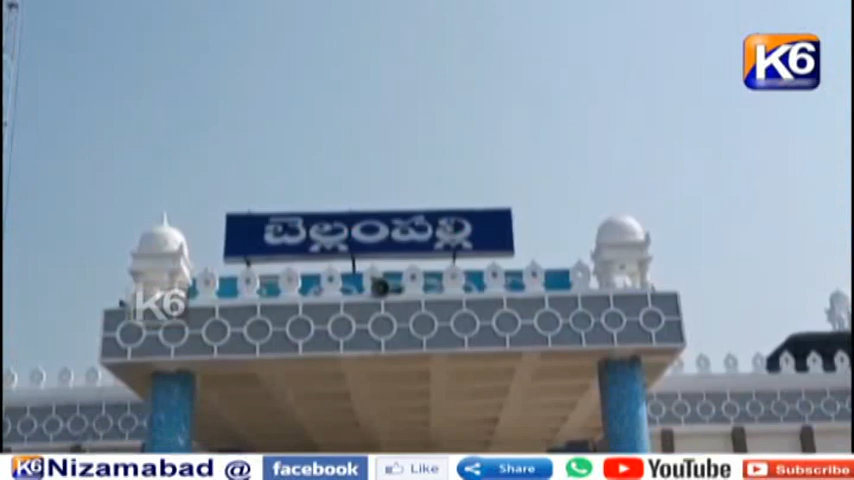 K6
బెల్లంపల్లి
K6
K6 Nizamabad @ facebook Like Share YouTube Subscribe